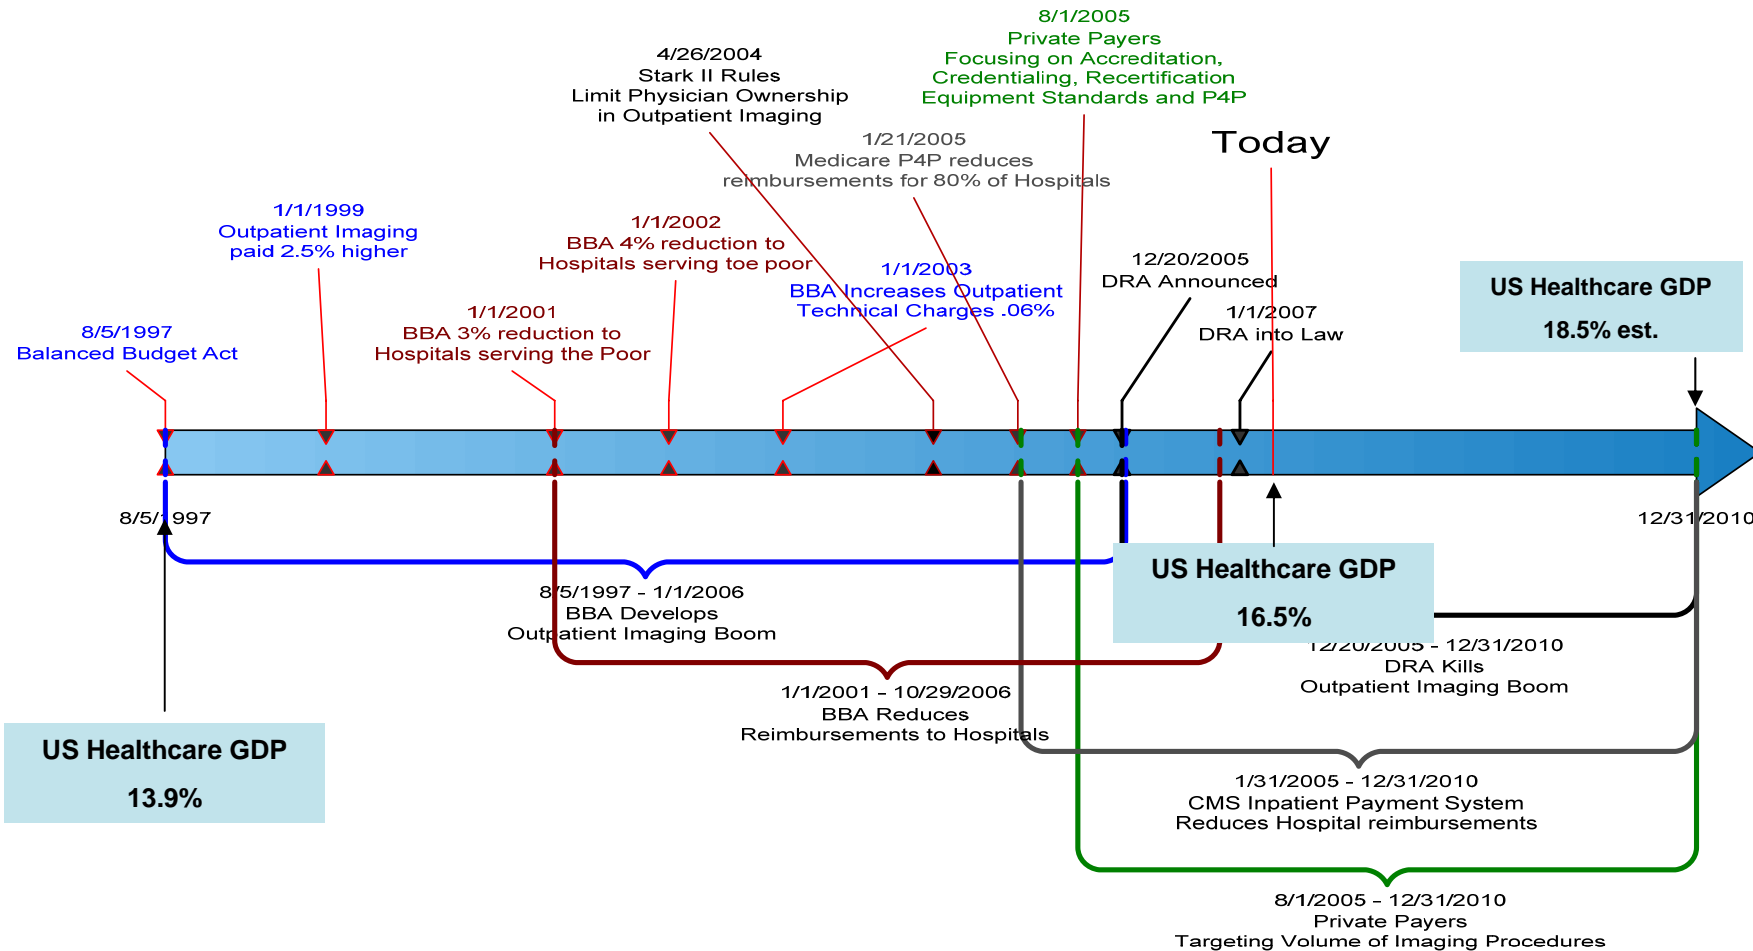 8/1/2005
Private Payers
Focusing on Accreditation,
Credentialing, Recertification
Equipment Standards and P4P
4/26/2004
Stark II Rules
Limit Physician Ownership
in Outpatient Imaging
1/21/2005
Medicare P4P reduces
reimbursements for 80% of Hospitals
Today
1/1/1999
Outpatient Imaging
paid 2.5% higher
1/1/2002
BBA 4% reduction to
Hospitals serving toe poor
1/1/2003
BBA Increases Outpatient
Technical Charges .06%
12/20/2005
DRA Announced
1/1/2007
DRA into Law
US Healthcare GDP
18.5% est.
8/5/1997
Balanced Budget Act
1/1/2001
BBA 3% reduction to
Hospitals serving the Poor
8/5/1997
12/31/2010
8/5/1997 - 1/1/2006
BBA Develops
Outpatient Imaging Boom
US Healthcare GDP
16.5%
12/20/2005 - 12/31/2010
DRA Kills
Outpatient Imaging Boom
1/1/2001 - 10/29/2006
BBA Reduces
Reimbursements to Hospitals
US Healthcare GDP
13.9%
1/31/2005 - 12/31/2010
CMS Inpatient Payment System
Reduces Hospital reimbursements
8/1/2005 - 12/31/2010
Private Payers
Targeting Volume of Imaging Procedures